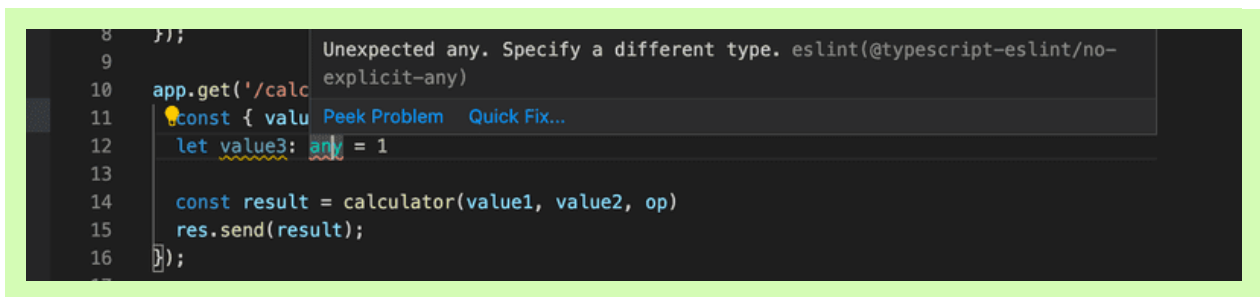 8 });
Unexpected any. Specify a different type. eslint(@typescript-eslint/no-
9
explicit-any)
10 app.get('/calc
11 const { valu
Peek Problem Quick Fix...
12 let value3: any = 1
13
14 const result = calculator(value1, value2, op)
15 res.send(result);
16 });